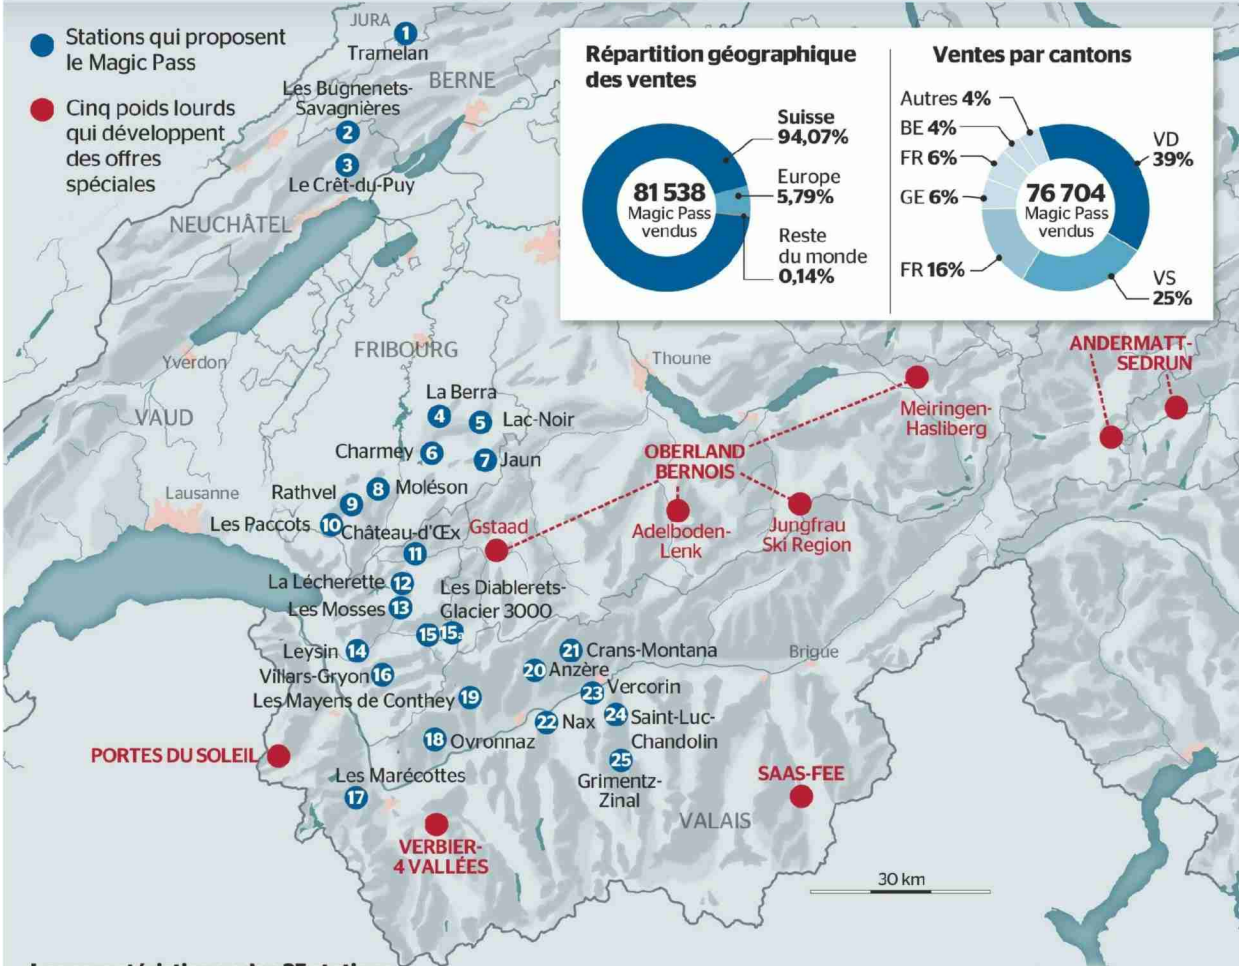 Stations qui proposent
le Magic Pass
Cinq poids lourds
qui développent
des offres
spéciales
JURA
1
Tramelan
BERNE
Les Bugnenets-
Savagnières
2
3
Le Crêt-du-Puy
NEUCHÂTEL
Répartition géographique
des ventes
81 538
Magic Pass
vendus
Suisse
94,07%
Europe
5,79%
Reste
du monde
0,14%
Ventes par cantons
Autres 4%
BE 4%
FR 6%
GE 6%
FR 16%
76 704
Magic Pass
vendus
VD
39%
VS
25%
Yverdon
FRIBOURG
VAUD
Thoune
La Berra
4
5
Lac-Noir
Charmey
6
7
Jaun
8
Moléson
Rathvel
9
Lausanne
Les Paccots
10
Château-d'Œx
11
Gstaad
OBERLAND
BERNOIS
Meiringen-
Hasliberg
Adelboden-
Lenk
Jungfrau
Ski Region
ANDERMATT-
SEDRUN
La Lécherette
12
Les Mosses
13
Les Diablerets-
Glacier 3000
15
15a
Leysin
14
Villars-Gryon
16
Les Mayens de Conthey
19
21
Crans-Montana
20
Anzère
23
Vercorin
22
Nax
24
Saint-Luc-
Chandolin
25
Grimentz-
Zinal
Brigue
18
Ovronnaz
PORTES DU SOLEIL
Les Marécottes
17
VERBIER-
4 VALLÉES
SAAS-FEE
VALAIS
30 km